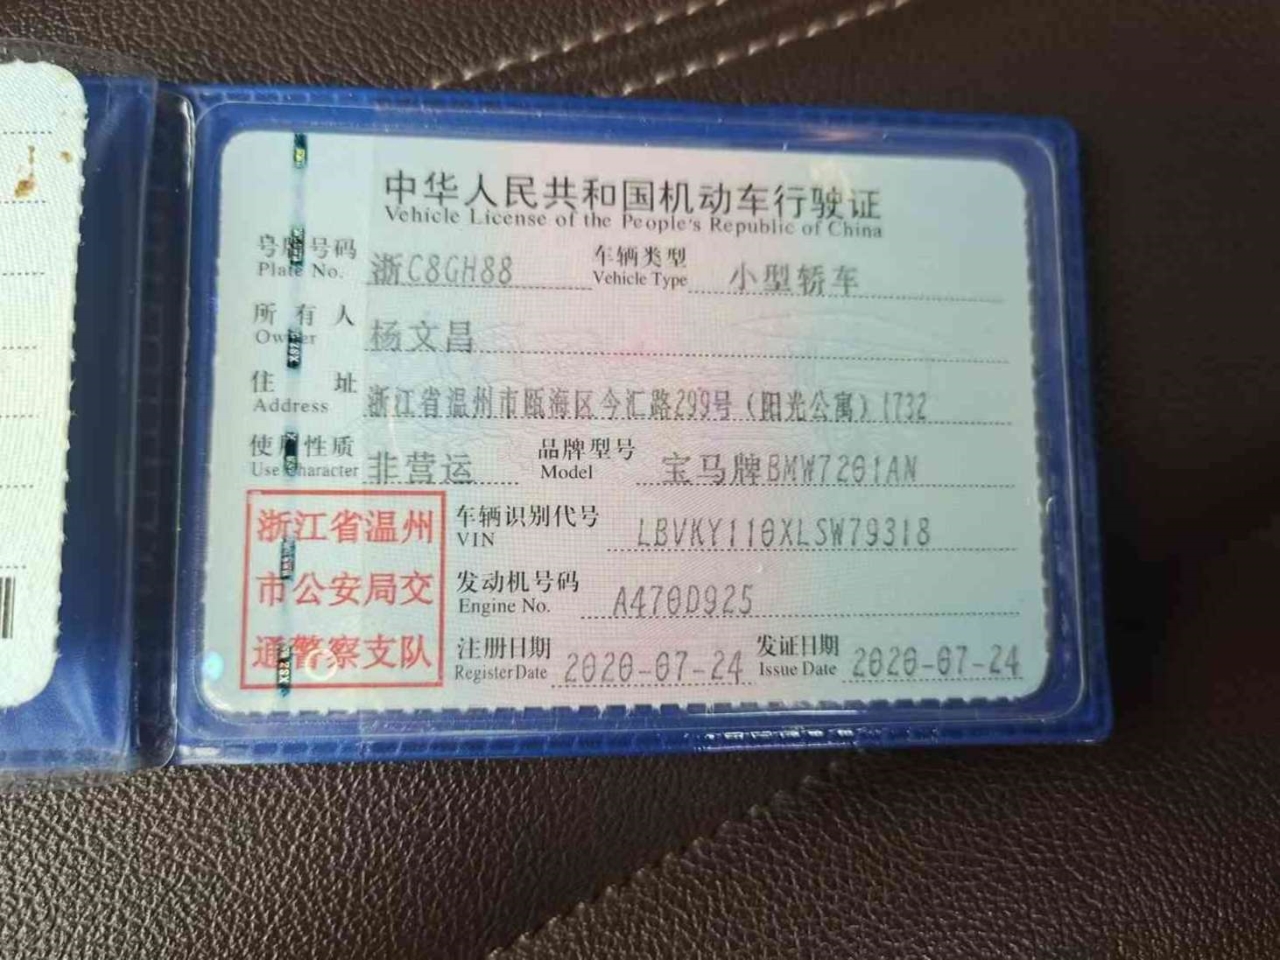 中华人民共和国机动车行驶证
Vehicle License of the People's Republic of China
号牌号码 浙C8GH88 车辆类型 小型轿车
Plate No. Vehicle Type
所有人 杨文昌
Owner
住址 浙江省温州市瓯海区今汇路299号（阳光公寓）1732
Address
使用性质 非营运 品牌型号 宝马牌BMW7201AN
Use Character Model
浙江省温州
市公安局交
通警察支队
车辆识别代号 LBVKY110XLSW79318
VIN
发动机号码 A470D925
Engine No.
注册日期 2020-07-24 发证日期 2020-07-24
Register Date Issue Date